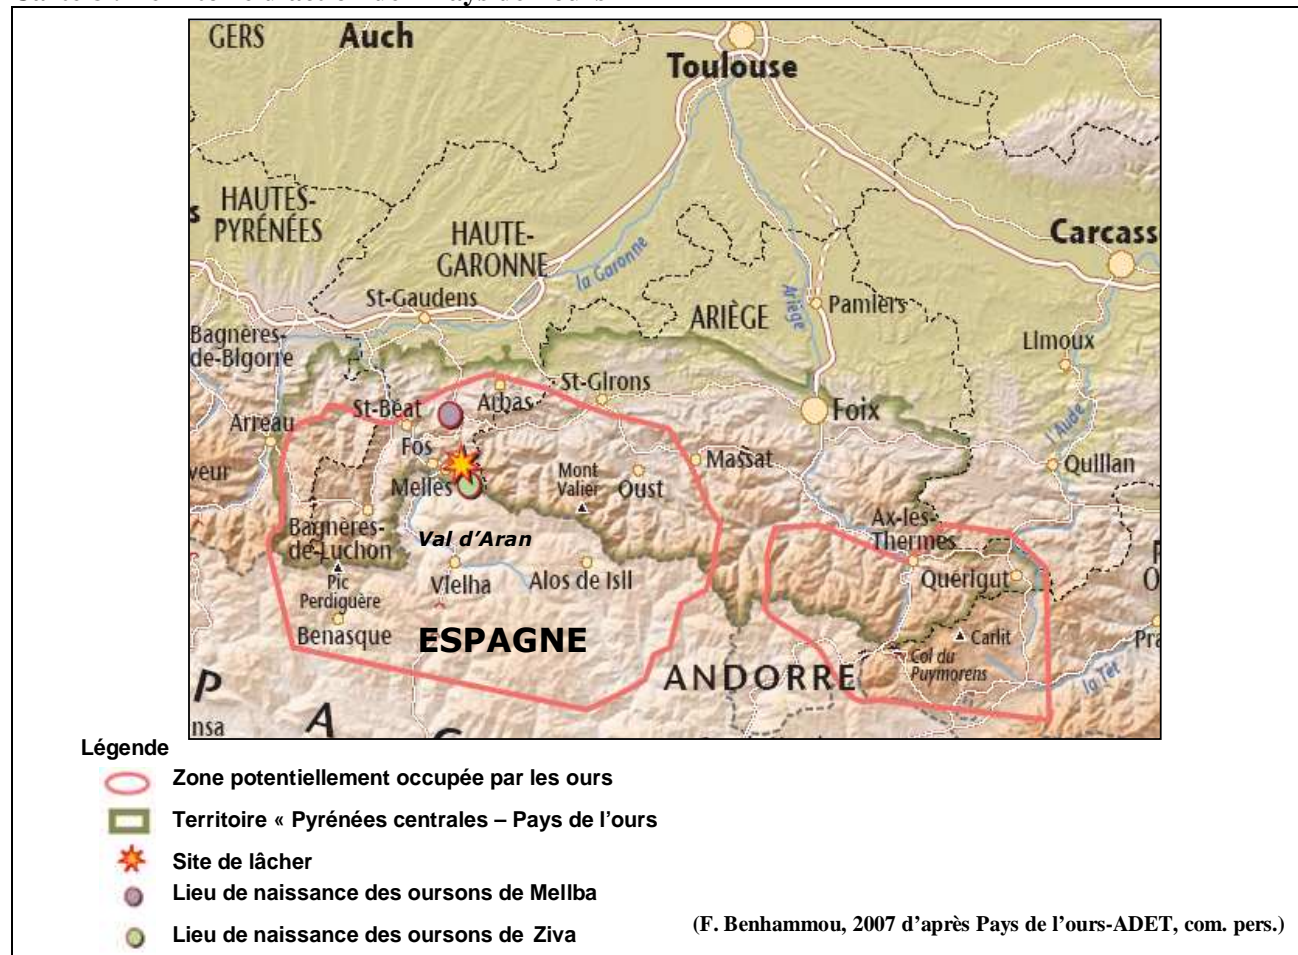 GERS
Auch
Toulouse
HAUTES-
PYRÉNÉES
HAUTE-
GARONNE
la Garonne
Carcass
St-Gaudens
ARIÈGE
Ariège
Pamiers
Bagnères-
de-Bigorre
Limoux
St-Girons
Arbas
St-Béat
Foix
Arreau
l'Aude
Fos
Massat
Quillan
veur
Melles
Mont
Valier
Oust
Ax-les-
Thermes
Bagnères-
de-Luchon
Val d'Aran
Quérigut
Pic
Perdiguère
Vielha
Alos de Isil
Benasque
ESPAGNE
Carlit
Col du
Puymorens
Pra
ANDORRE
la Têt
P
A
nsa
Légende
Zone potentiellement occupée par les ours
Territoire « Pyrénées centrales – Pays de l'ours
Site de lâcher
Lieu de naissance des oursons de Mellba
Lieu de naissance des oursons de Ziva
(F. Benhammou, 2007 d'après Pays de l'ours-ADET, com. pers.)